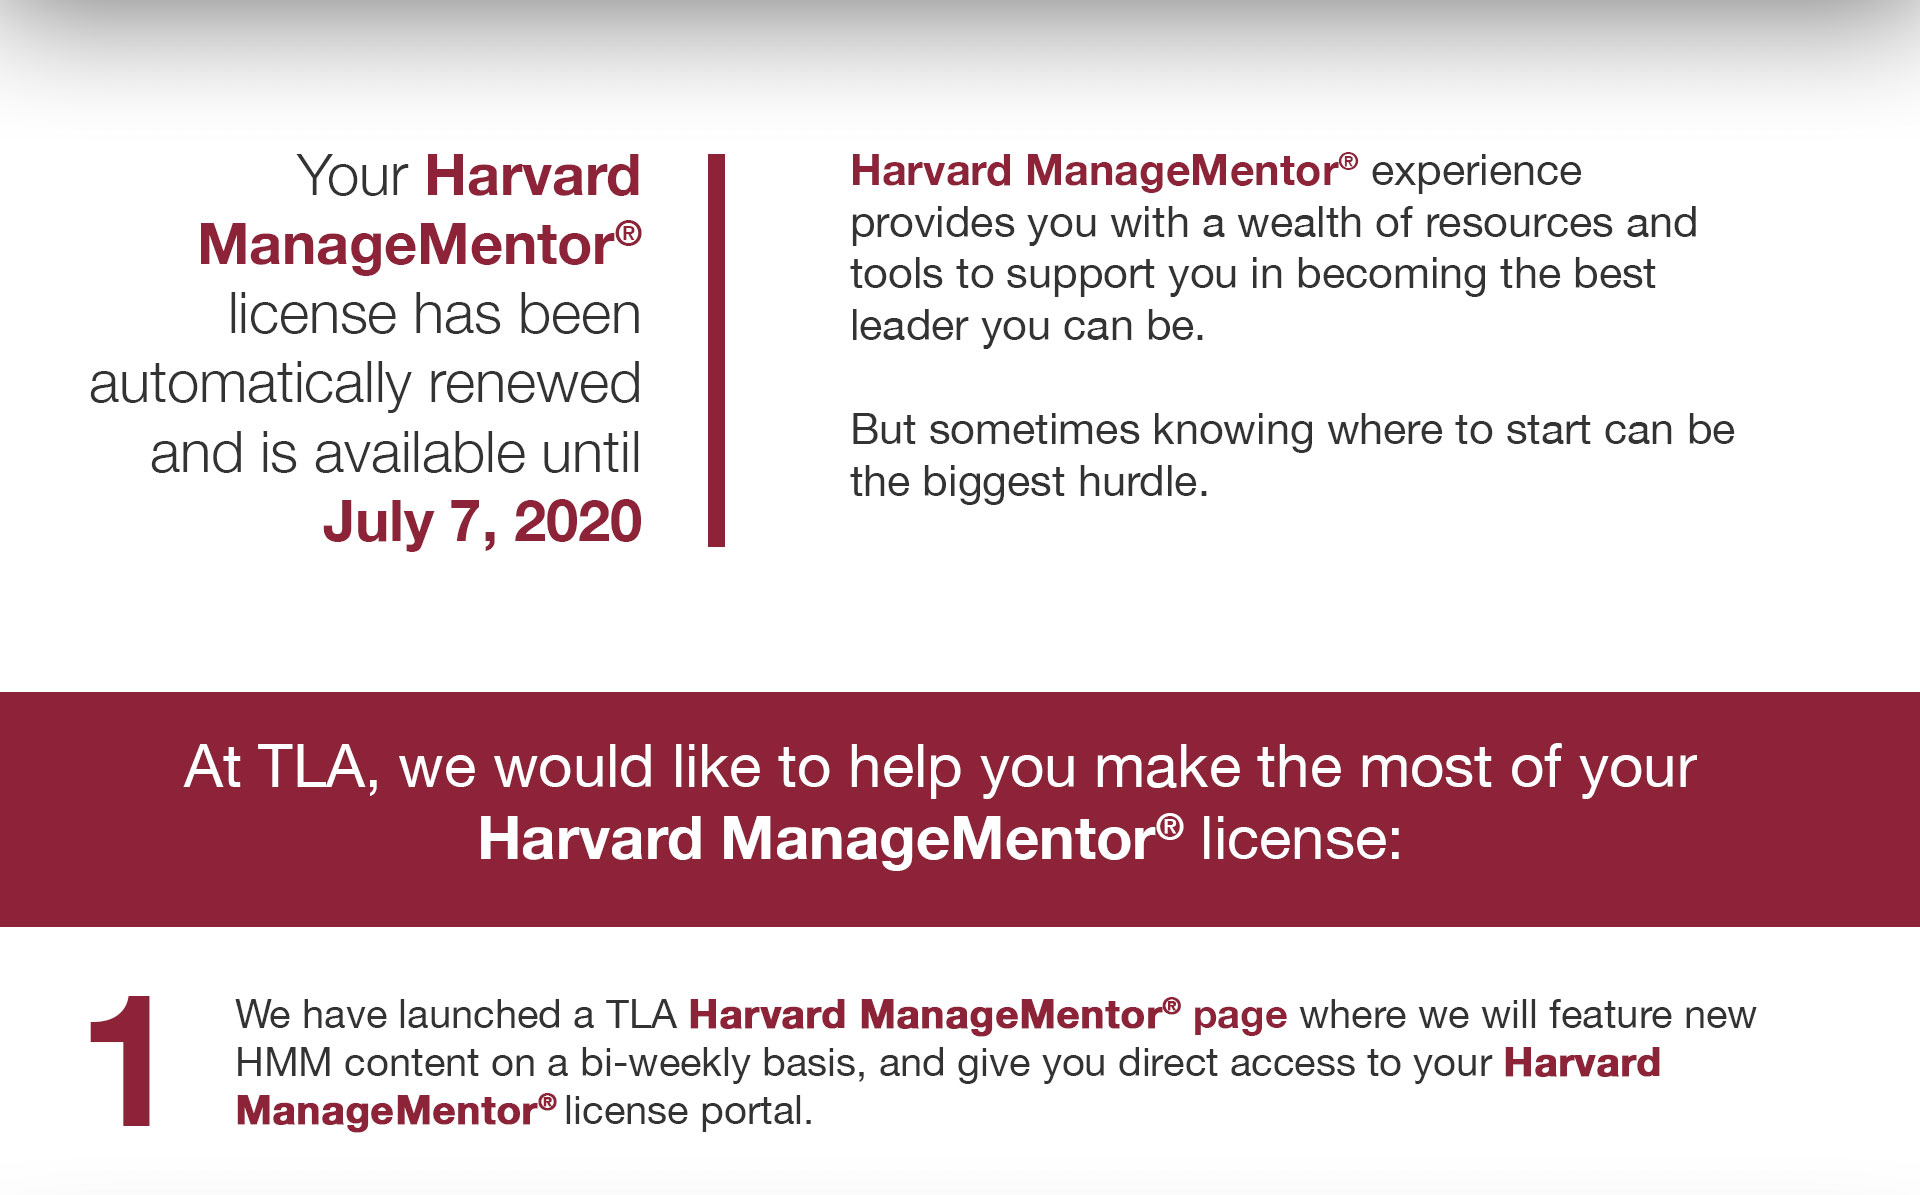 Your Harvard
ManageMentor®
license has been
automatically renewed
and is available until
July 7, 2020
Harvard ManageMentor® experience
provides you with a wealth of resources and
tools to support you in becoming the best
leader you can be.
But sometimes knowing where to start can be
the biggest hurdle.
At TLA, we would like to help you make the most of your
Harvard ManageMentor® license:
1
We have launched a TLA Harvard ManageMentor® page where we will feature new
HMM content on a bi-weekly basis, and give you direct access to your Harvard
ManageMentor® license portal.